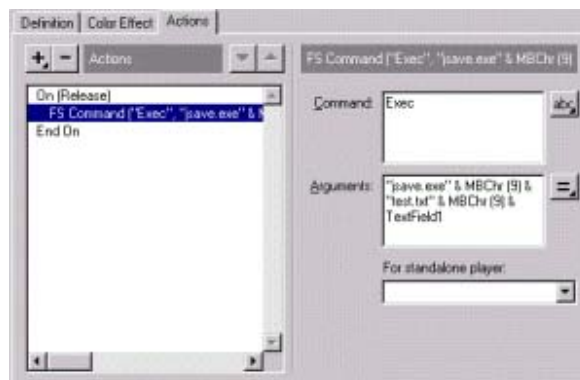 Definition Color Effect Actions
+ - Actions
FS Command ("Exec", "jsave.exe" & MBChr (9)
On (Release)
FS Command ("Exec", "jsave.exe" & M
End On
Command: Exec
abc
Arguments: "jsave.exe" & MBChr (9) &
"test.txt" & MBChr (9) &
TextField1
=
For standalone player: